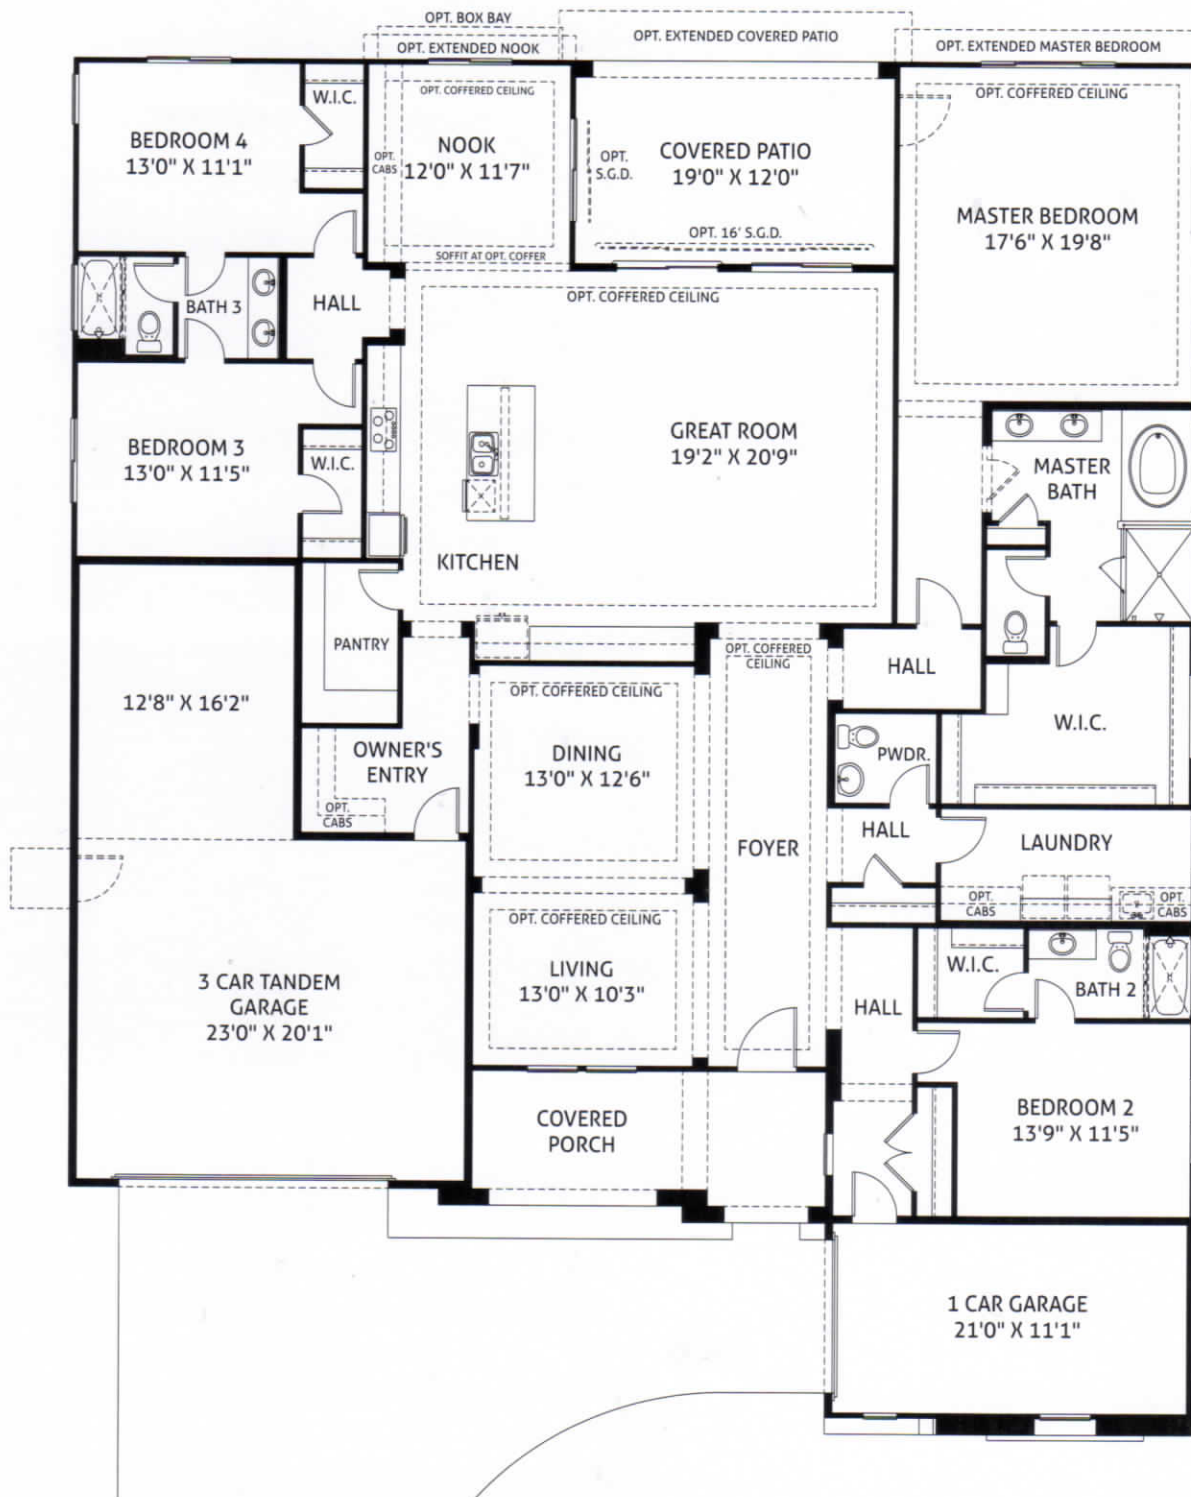 OPT. BOX BAY
OPT. EXTENDED NOOK
OPT. EXTENDED COVERED PATIO
OPT. EXTENDED MASTER BEDROOM
BEDROOM 4
13'0" X 11'1"
W.I.C.
OPT. COFFERED CEILING
NOOK
12'0" X 11'7"
OPT.
CABS
SOFFIT AT OPT. COFFER
OPT.
S.G.D.
COVERED PATIO
19'0" X 12'0"
OPT. 16' S.G.D.
OPT. COFFERED CEILING
MASTER BEDROOM
17'6" X 19'8"
BATH 3
HALL
OPT. COFFERED CEILING
GREAT ROOM
19'2" X 20'9"
BEDROOM 3
13'0" X 11'5"
W.I.C.
KITCHEN
MASTER
BATH
PANTRY
OPT. COFFERED
CEILING
HALL
12'8" X 16'2"
OPT. COFFERED CEILING
DINING
13'0" X 12'6"
OWNER'S
ENTRY
OPT.
CABS
PWDR.
W.I.C.
FOYER
HALL
LAUNDRY
OPT.
CABS
OPT.
CABS
OPT. COFFERED CEILING
LIVING
13'0" X 10'3"
3 CAR TANDEM
GARAGE
23'0" X 20'1"
HALL
W.I.C.
BATH 2
COVERED
PORCH
BEDROOM 2
13'9" X 11'5"
1 CAR GARAGE
21'0" X 11'1"